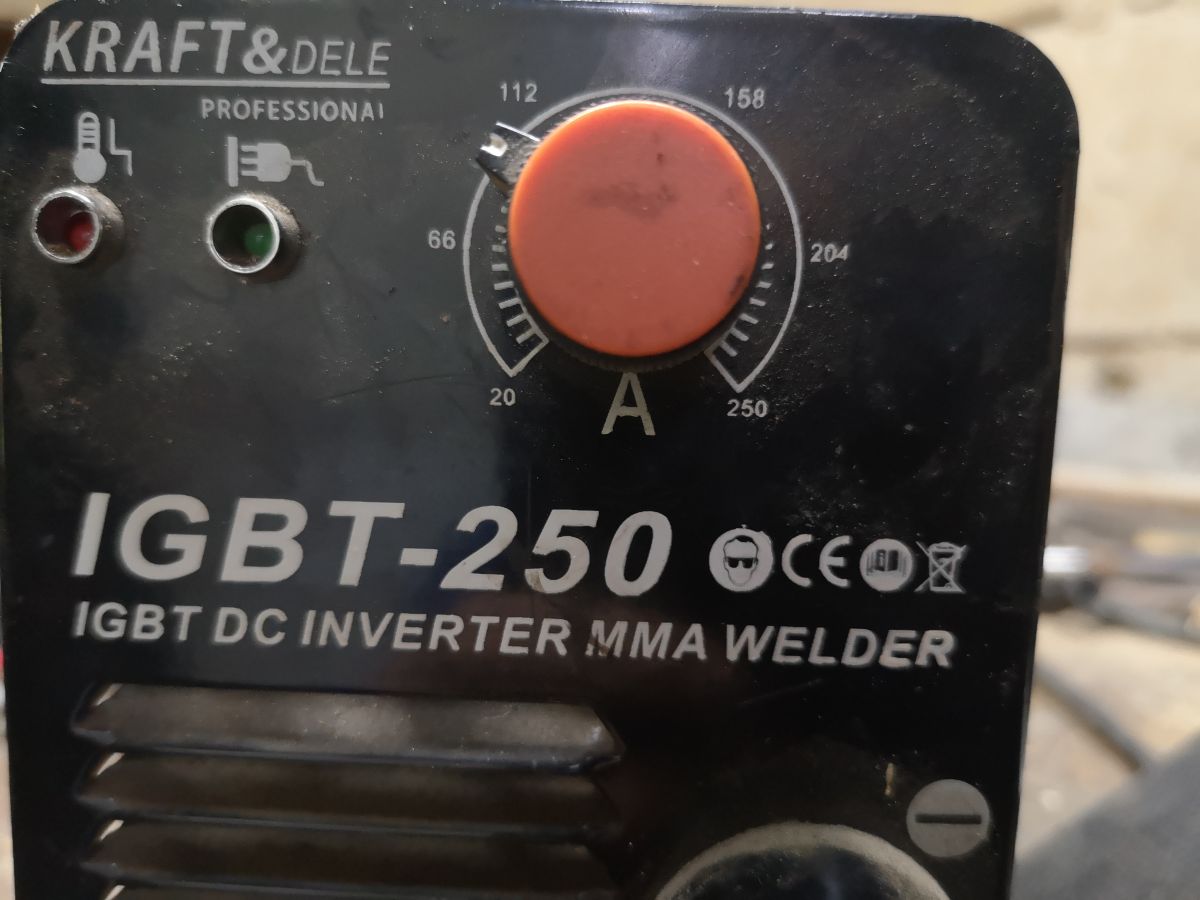 KRAFT&DELE
PROFESSIONAL
112
158
66
204
20
250
A
IGBT-250
CE
IGBT DC INVERTER MMA WELDER